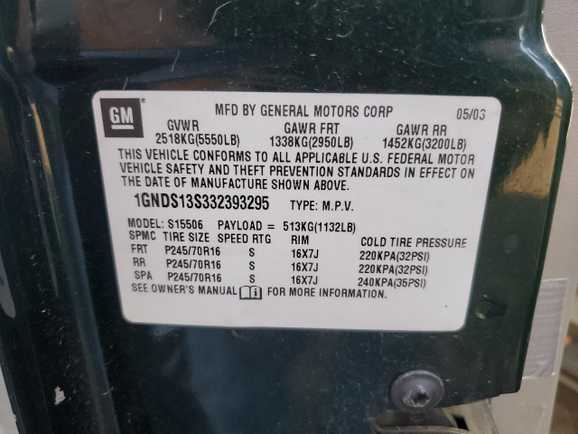 GM
MFD BY GENERAL MOTORS CORP 05/03
GVWR GAWR FRT GAWR RR
2518KG(5550LB) 1338KG(2950LB) 1452KG(3200LB)
THIS VEHICLE CONFORMS TO ALL APPLICABLE U.S. FEDERAL MOTOR
VEHICLE SAFETY AND THEFT PREVENTION STANDARDS IN EFFECT ON
THE DATE OF MANUFACTURE SHOWN ABOVE.
1GNDS13S332393295 TYPE: M.P.V.
MODEL: S15506 PAYLOAD = 513KG(1132LB)
SPMC TIRE SIZE SPEED RTG RIM COLD TIRE PRESSURE
FRT P245/70R16 S 16X7J 220KPA(32PSI)
RR P245/70R16 S 16X7J 220KPA(32PSI)
SPA P245/70R16 S 16X7J 240KPA(35PSI)
SEE OWNER'S MANUAL FOR MORE INFORMATION.